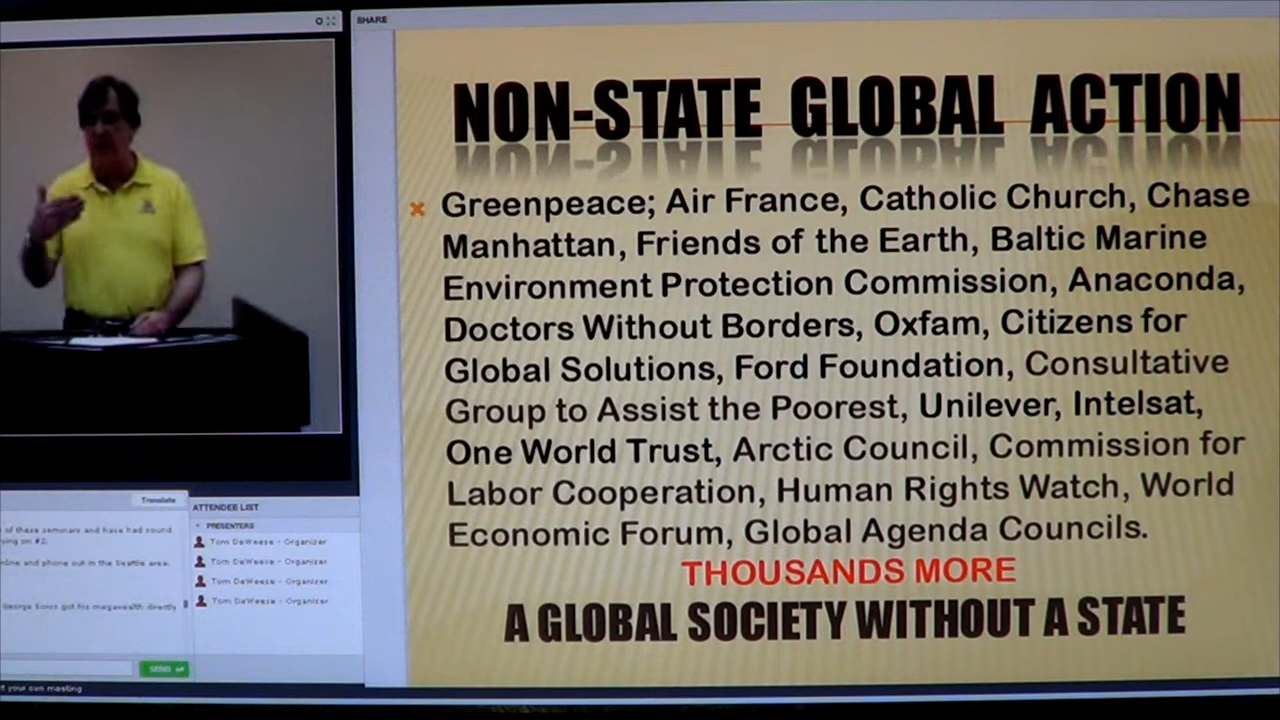 SHARE
NON-STATE GLOBAL ACTION
Greenpeace; Air France, Catholic Church, Chase
Manhattan, Friends of the Earth, Baltic Marine
Environment Protection Commission, Anaconda,
Doctors Without Borders, Oxfam, Citizens for
Global Solutions, Ford Foundation, Consultative
Group to Assist the Poorest, Unilever, Intelsat,
One World Trust, Arctic Council, Commission for
Labor Cooperation, Human Rights Watch, World
Economic Forum, Global Agenda Councils.
THOUSANDS MORE
A GLOBAL SOCIETY WITHOUT A STATE
Translate
of these seminars and have had sound
on #2.
and phone out in the Seattle area.
George Soros got his megawealth directly
SEND
your own meeting
ATTENDEE LIST
PRESENTERS
Tom DeWeese - Organizer
Tom DeWeese - Organizer
Tom DeWeese - Organizer
Tom DeWeese - Organizer